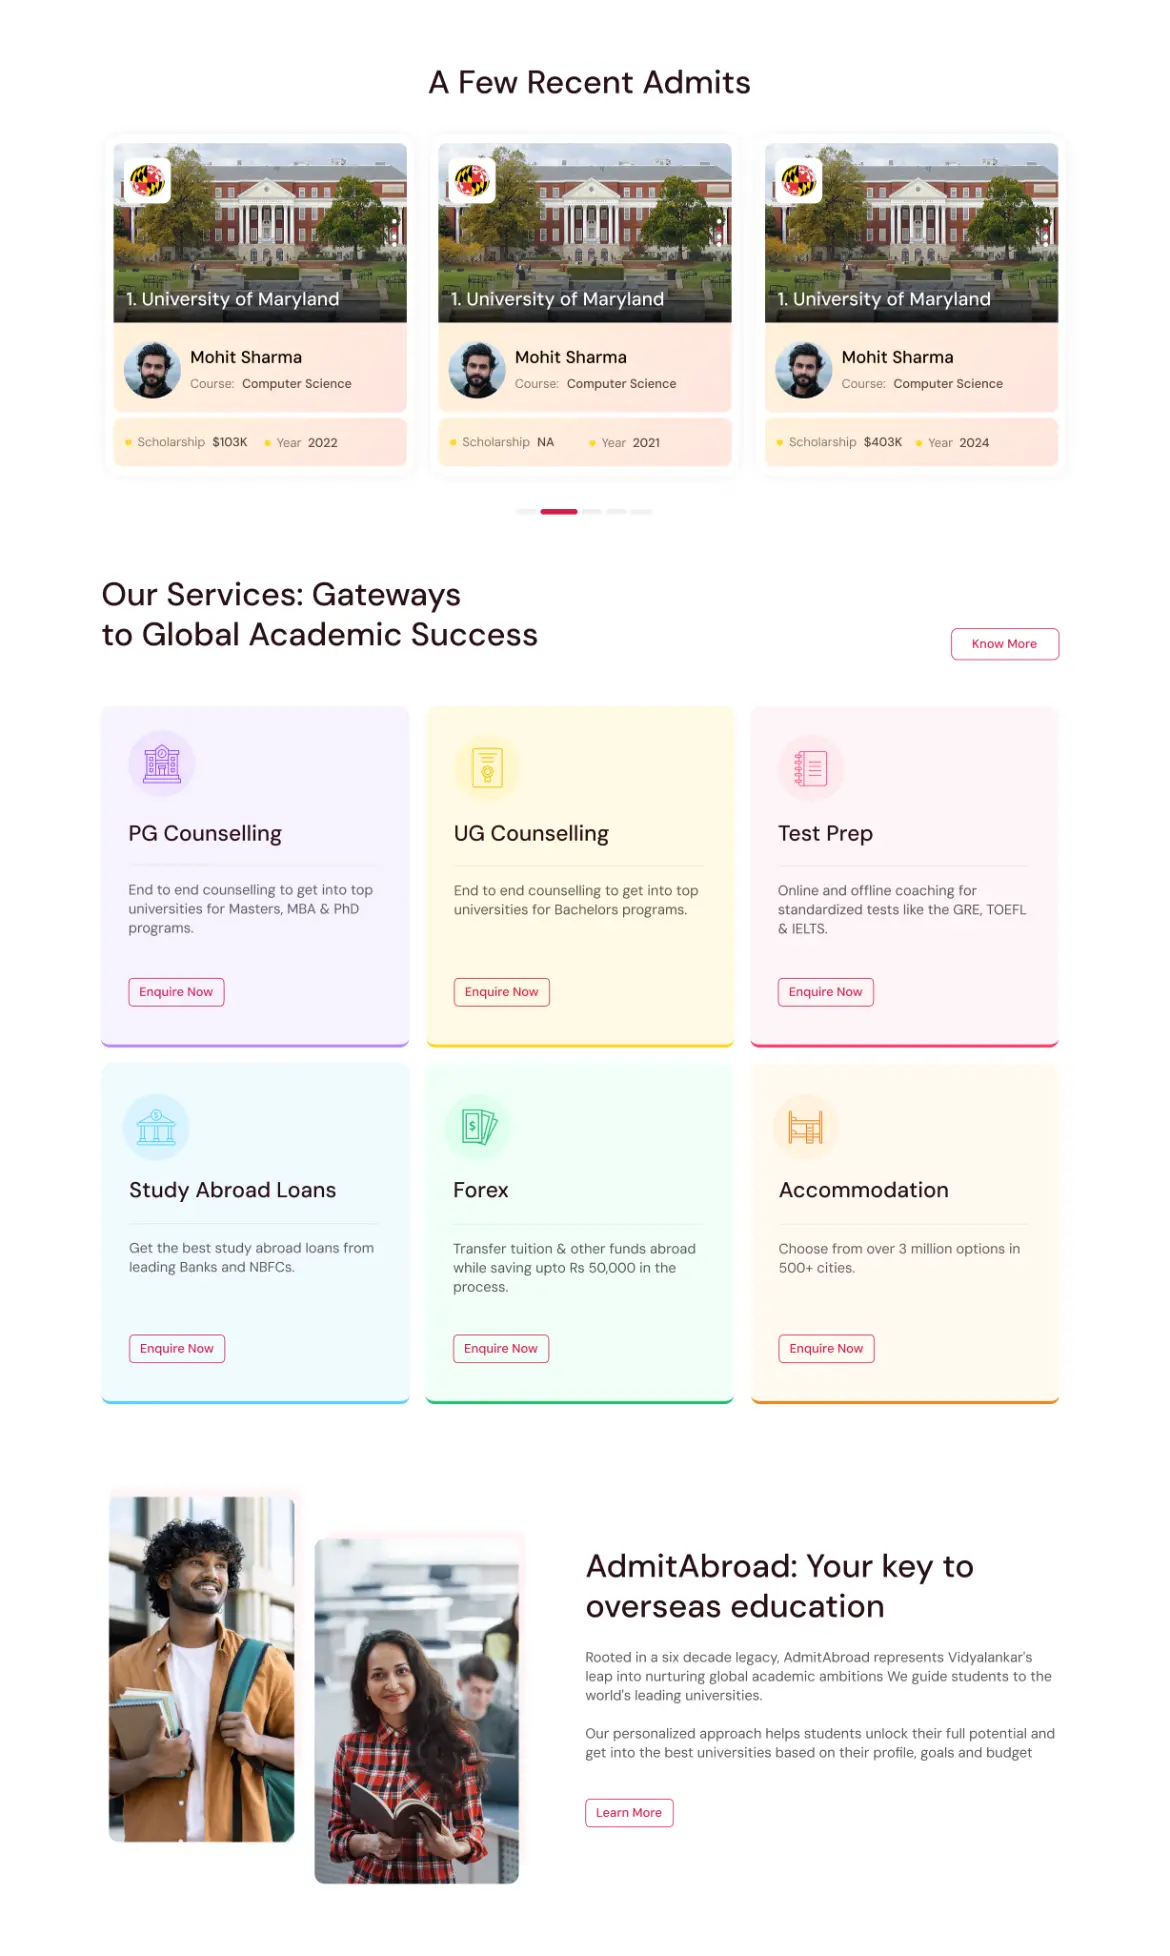 A Few Recent Admits
1. University of Maryland
Mohit Sharma
Course: Computer Science
Scholarship $103K Year 2022
1. University of Maryland
Mohit Sharma
Course: Computer Science
Scholarship NA Year 2021
1. University of Maryland
Mohit Sharma
Course: Computer Science
Scholarship $403K Year 2024
Our Services: Gateways
to Global Academic Success
Know More
PG Counselling
End to end counselling to get into top
universities for Masters, MBA & PhD
programs.
Enquire Now
UG Counselling
End to end counselling to get into top
universities for Bachelors programs.
Enquire Now
Test Prep
Online and offline coaching for
standardized tests like the GRE, TOEFL
& IELTS.
Enquire Now
Study Abroad Loans
Get the best study abroad loans from
leading Banks and NBFCs.
Enquire Now
Forex
Transfer tuition & other funds abroad
while saving upto Rs 50,000 in the
process.
Enquire Now
Accommodation
Choose from over 3 million options in
500+ cities.
Enquire Now
AdmitAbroad: Your key to
overseas education
Rooted in a six decade legacy, AdmitAbroad represents Vidyalankar's
leap into nurturing global academic ambitions We guide students to the
world's leading universities.
Our personalized approach helps students unlock their full potential and
get into the best universities based on their profile, goals and budget
Learn More